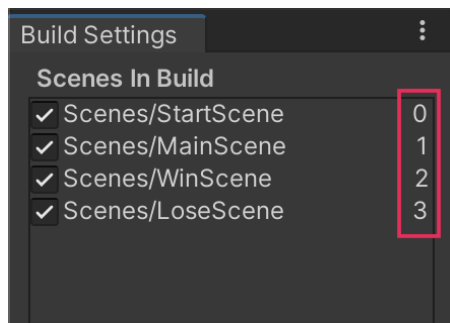 Build Settings
Scenes In Build
Scenes/StartScene 0
Scenes/MainScene 1
Scenes/WinScene 2
Scenes/LoseScene 3